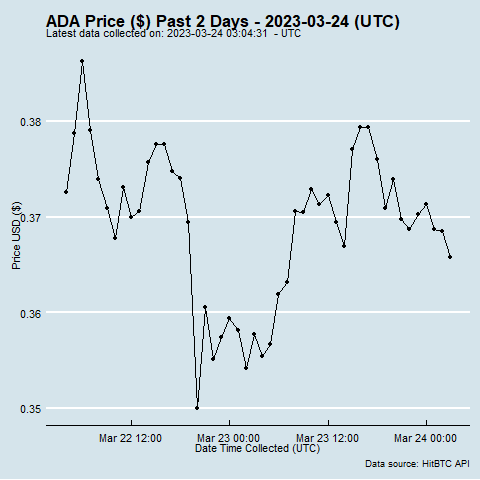 ADA Price ($) Past 2 Days - 2023-03-24 (UTC)
Latest data collected on: 2023-03-24 03:04:31  - UTC
0.38
0.37
Price USD ($)
0.36
0.35
Mar 22 12:00 Mar 23 00:00 Mar 23 12:00 Mar 24 00:00
Date Time Collected (UTC)
Data source: HitBTC API